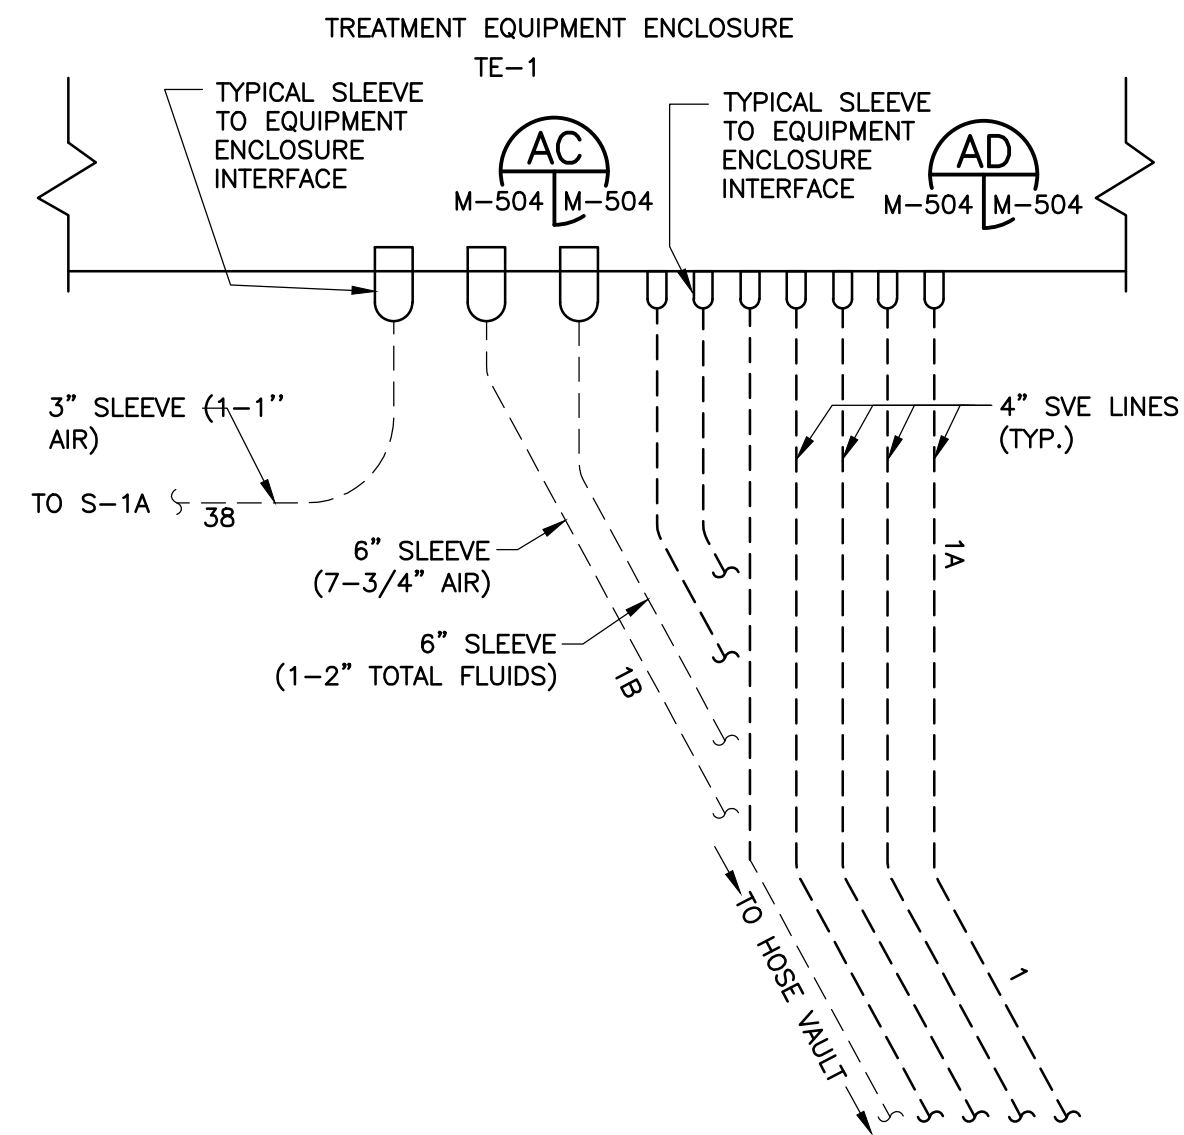 TREATMENT EQUIPMENT ENCLOSURE
TE-1
TYPICAL SLEEVE
TO EQUIPMENT
ENCLOSURE
INTERFACE
AC
M-504 M-504
TYPICAL SLEEVE
TO EQUIPMENT
ENCLOSURE
INTERFACE
AD
M-504 M-504
3" SLEEVE (1-1"
AIR)
TO S-1A
38
4" SVE LINES
(TYP.)
6" SLEEVE
(7-3/4" AIR)
1A
6" SLEEVE
(1-2" TOTAL FLUIDS)
1B
TO HOSE VAULT
1